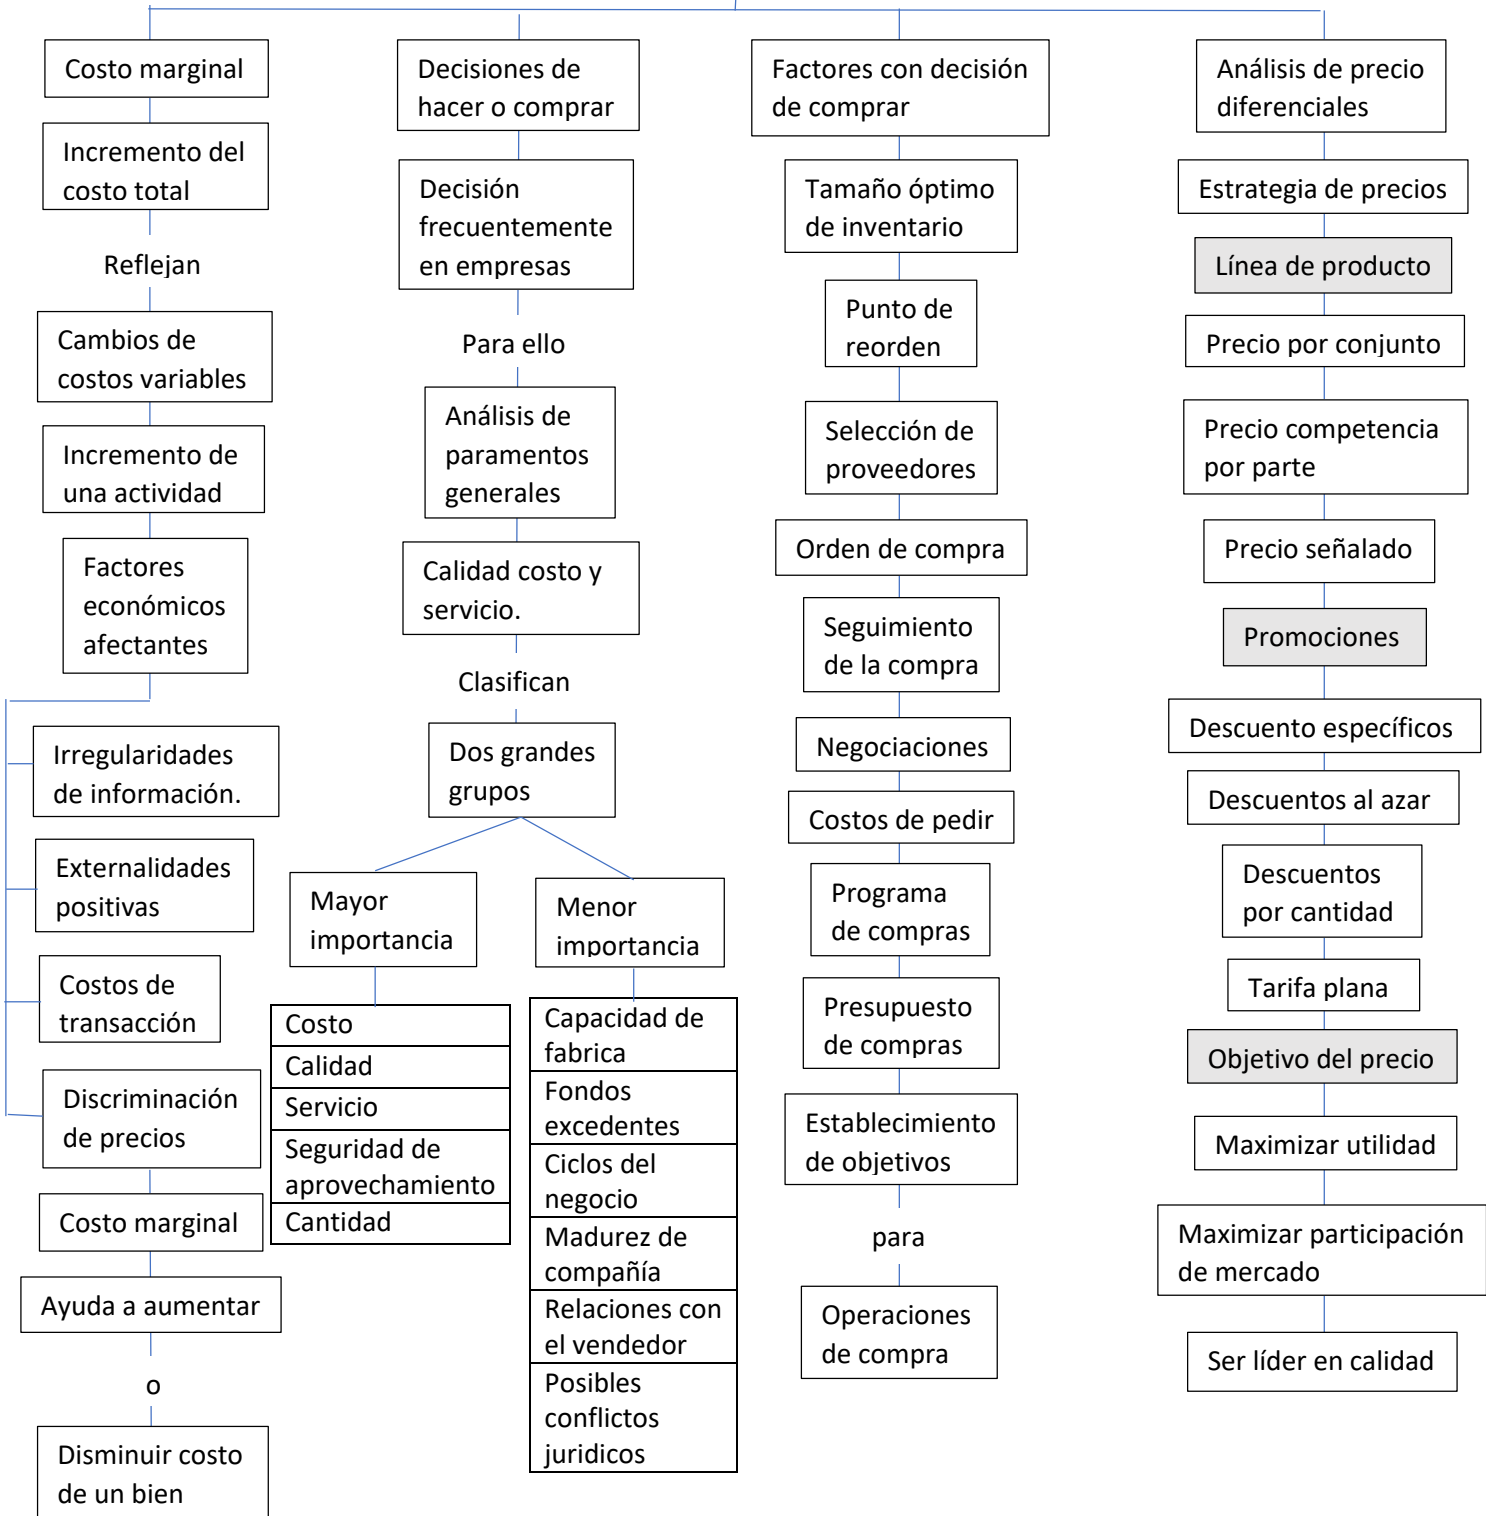 Costo marginal
Incremento del
costo total
Reflejan
Cambios de
costos variables
Incremento de
una actividad
Factores
económicos
afectantes
Irregularidades
de información.
Externalidades
positivas
Costos de
transacción
Discriminación
de precios
Costo marginal
Ayuda a aumentar
o
Disminuir costo
de un bien
Decisiones de
hacer o comprar
Decisión
frecuentemente
en empresas
Para ello
Análisis de
paramentos
generales
Calidad costo y
servicio.
Clasifican
Dos grandes
grupos
Mayor
importancia
Costo
Calidad
Servicio
Seguridad de
aprovechamiento
Cantidad
Menor
importancia
Capacidad de
fabrica
Fondos
excedentes
Ciclos del
negocio
Madurez de
compañía
Relaciones con
el vendedor
Posibles
conflictos
juridicos
Factores con decisión
de comprar
Tamaño óptimo
de inventario
Punto de
reorden
Selección de
proveedores
Orden de compra
Seguimiento
de la compra
Negociaciones
Costos de pedir
Programa
de compras
Presupuesto
de compras
Establecimiento
de objetivos
para
Operaciones
de compra
Análisis de precio
diferenciales
Estrategia de precios
Línea de producto
Precio por conjunto
Precio competencia
por parte
Precio señalado
Promociones
Descuento específicos
Descuentos al azar
Descuentos
por cantidad
Tarifa plana
Objetivo del precio
Maximizar utilidad
Maximizar participación
de mercado
Ser líder en calidad